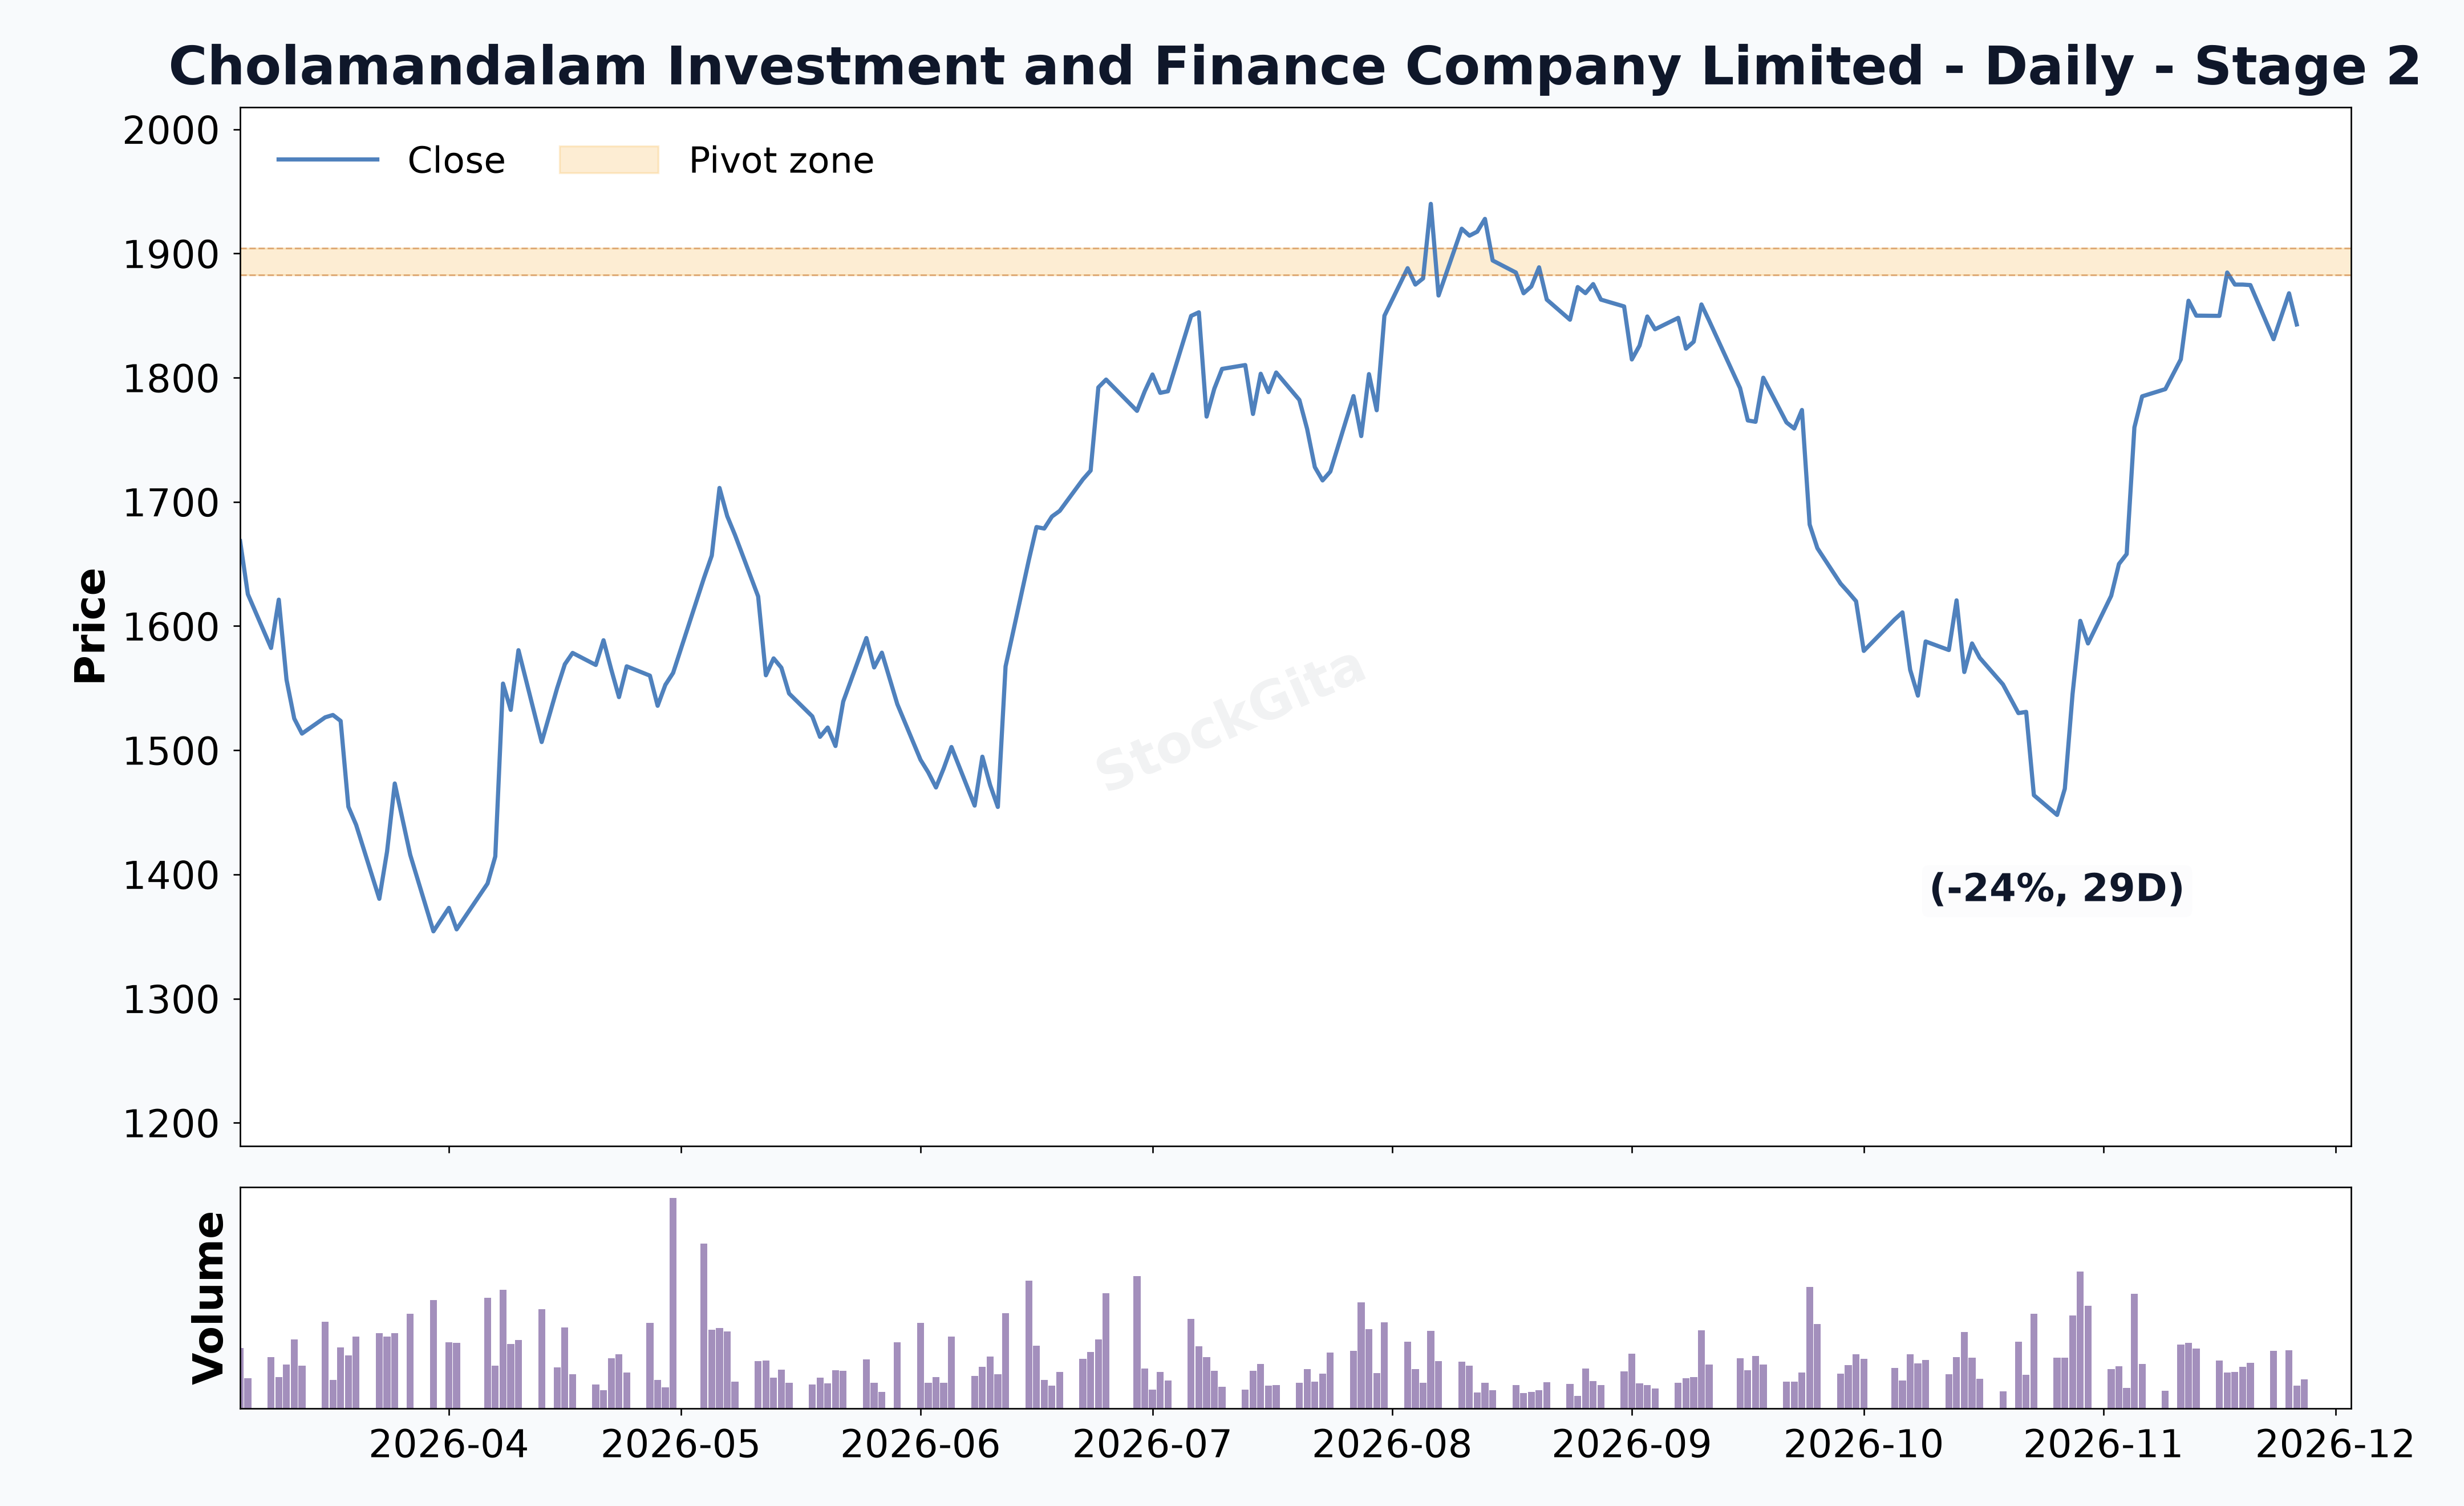 Cholamandalam Investment and Finance Company Limited - Daily - Stage 2
Close
Pivot zone
Price
2000
1900
1800
1700
1600
1500
1400
1300
1200
StockGita
(-24%, 29D)
Volume
2026-04
2026-05
2026-06
2026-07
2026-08
2026-09
2026-10
2026-11
2026-12